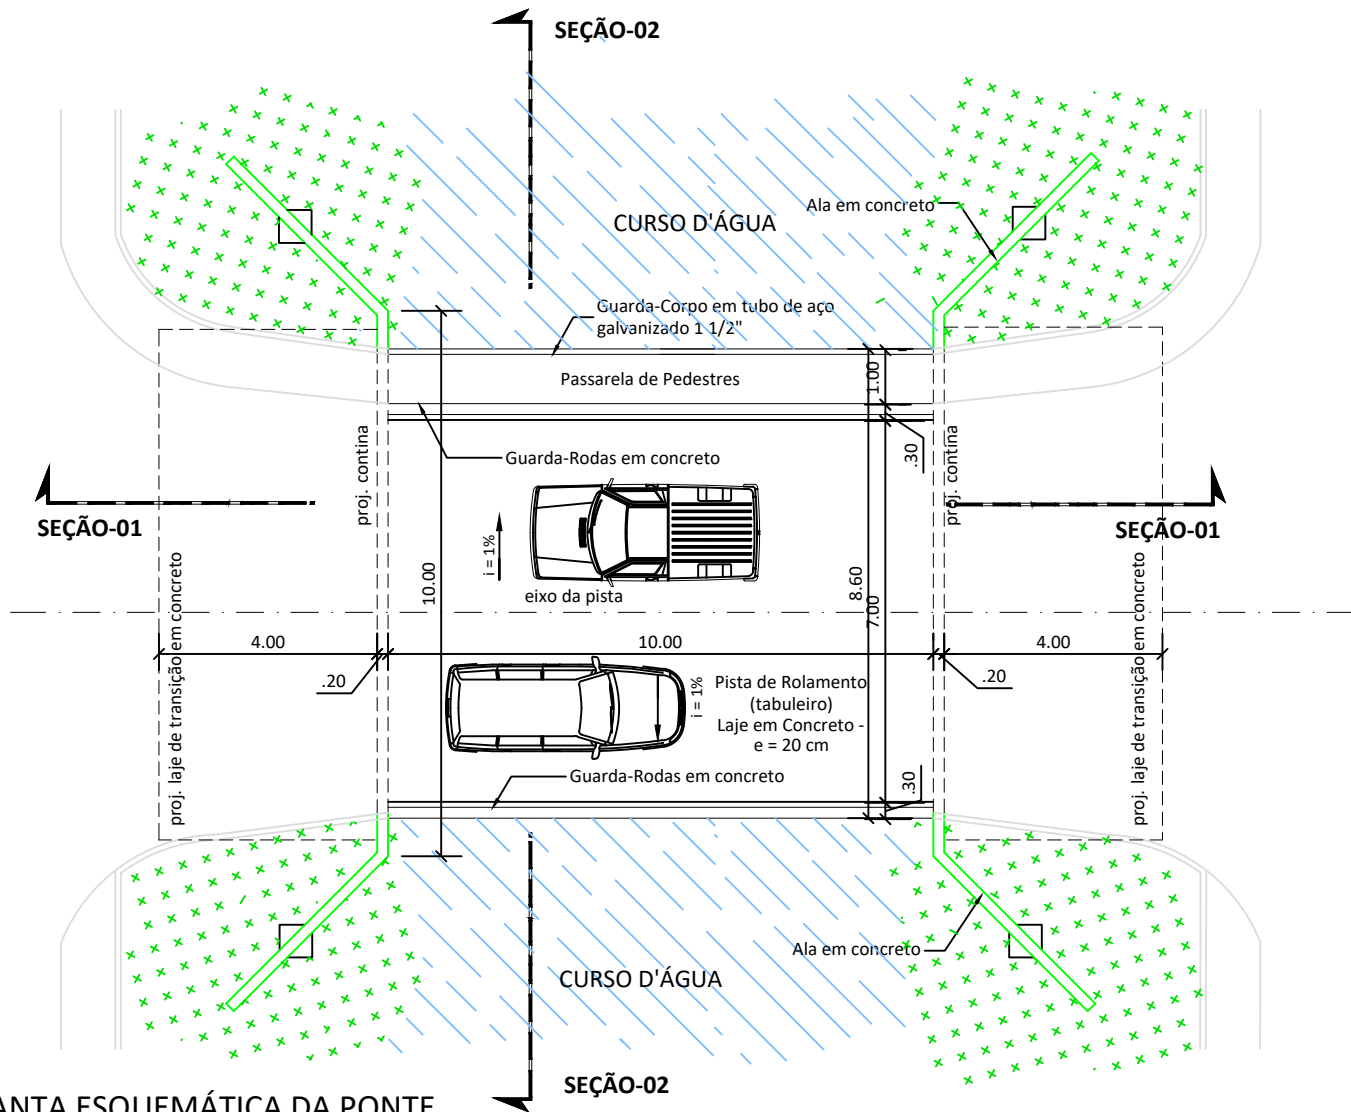 SEÇÃO-02
CURSO D'ÁGUA
Ala em concreto
Guarda-Corpo em tubo de aço
galvanizado 1 1/2"
Passarela de Pedestres
1.00
.30
Guarda-Rodas em concreto
proj. contina
proj. contina
SEÇÃO-01
SEÇÃO-01
i = 1%
eixo da pista
10.00
8.60
7.00
proj. laje de transição em concreto
proj. laje de transição em concreto
4.00
10.00
4.00
.20
.20
i = 1%
Pista de Rolamento
(tabuleiro)
Laje em Concreto -
e = 20 cm
Guarda-Rodas em concreto
.30
Ala em concreto
CURSO D'ÁGUA
SEÇÃO-02
ANTA ESQUEMÁTICA DA PONTE